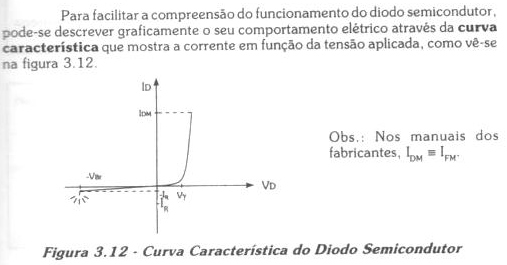 Para facilitar a compreensão do funcionamento do diodo semicondutor,
pode-se descrever graficamente o seu comportamento elétrico através da curva
característica que mostra a corrente em função da tensão aplicada, como vê-se
na figura 3.12.
ID
IDM
Obs.: Nos manuais dos
fabricantes, IDM ≡ IFM.
-VBr
VD
IR
Vγ
Figura 3.12 - Curva Característica do Diodo Semicondutor